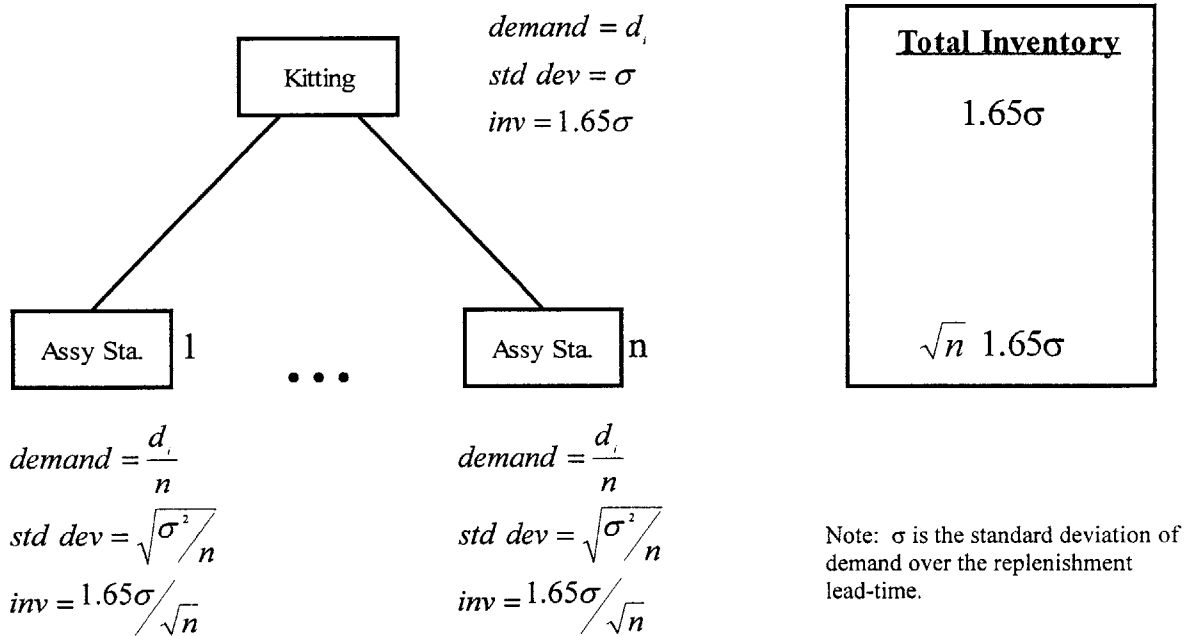 Kitting
demand = d_i
std dev = σ
inv = 1.65σ
Total Inventory
1.65σ
√n 1.65σ
Assy Sta. 1
• • •
Assy Sta. n
demand = d_i/n
std dev = √(σ²/n)
inv = 1.65σ/√n
demand = d_i/n
std dev = √(σ²/n)
inv = 1.65σ/√n
Note: σ is the standard deviation of
demand over the replenishment
lead-time.